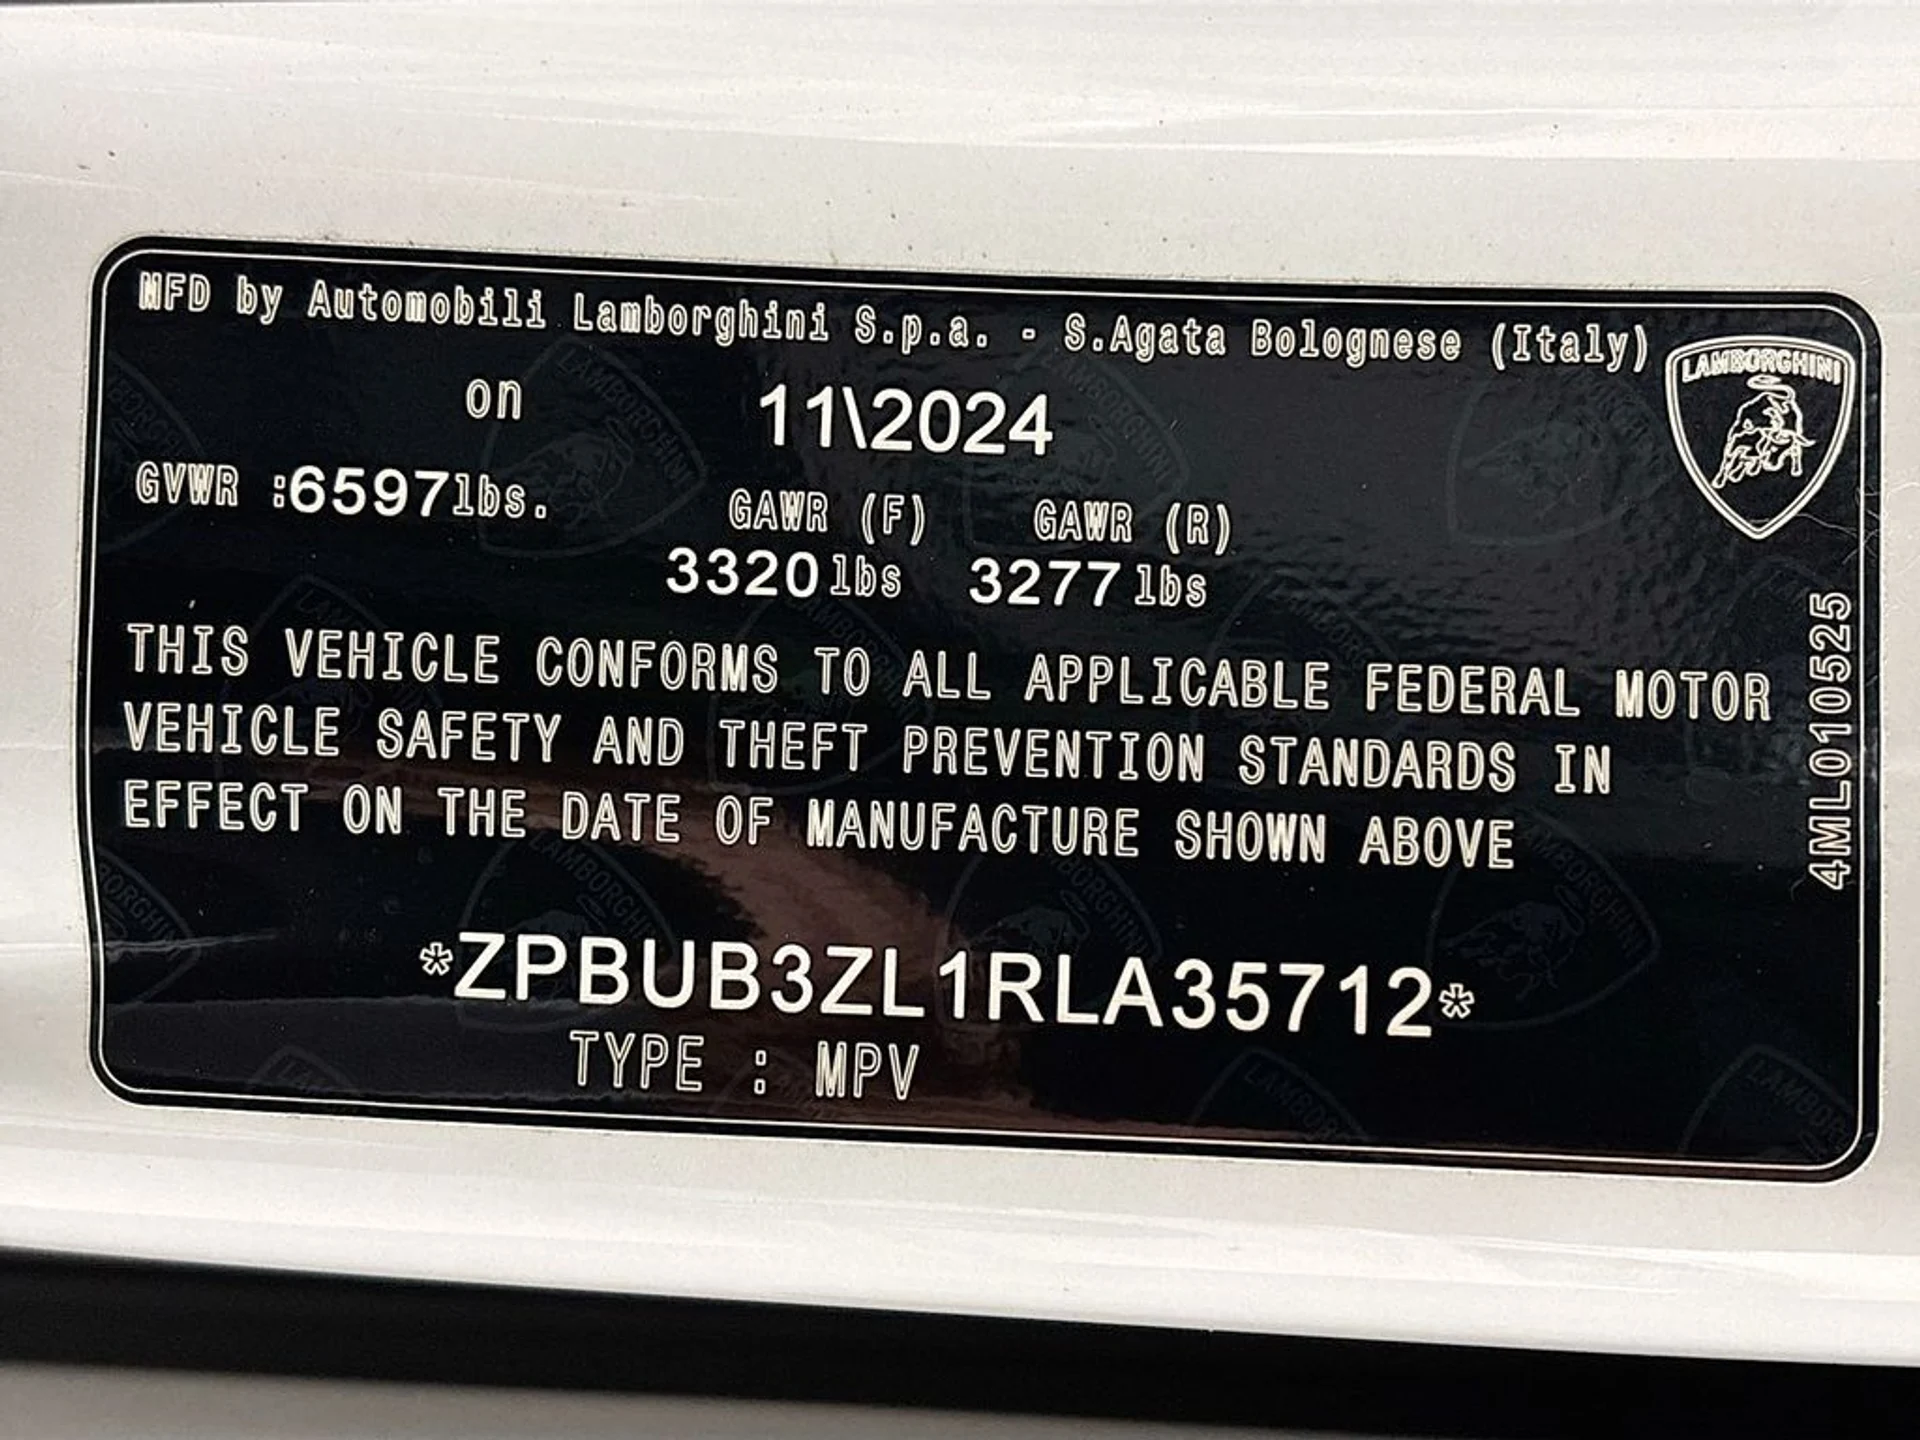 MFD by Automobili Lamborghini S.p.a. - S.Agata Bolognese (Italy)
LAMBORGHINI
on 11\2024
GVWR :6597lbs. GAWR (F) GAWR (R)
3320 lbs 3277 lbs
THIS VEHICLE CONFORMS TO ALL APPLICABLE FEDERAL MOTOR
VEHICLE SAFETY AND THEFT PREVENTION STANDARDS IN
EFFECT ON THE DATE OF MANUFACTURE SHOWN ABOVE
4ML010525
*ZPBUB3ZL1RLA35712*
TYPE : MPV